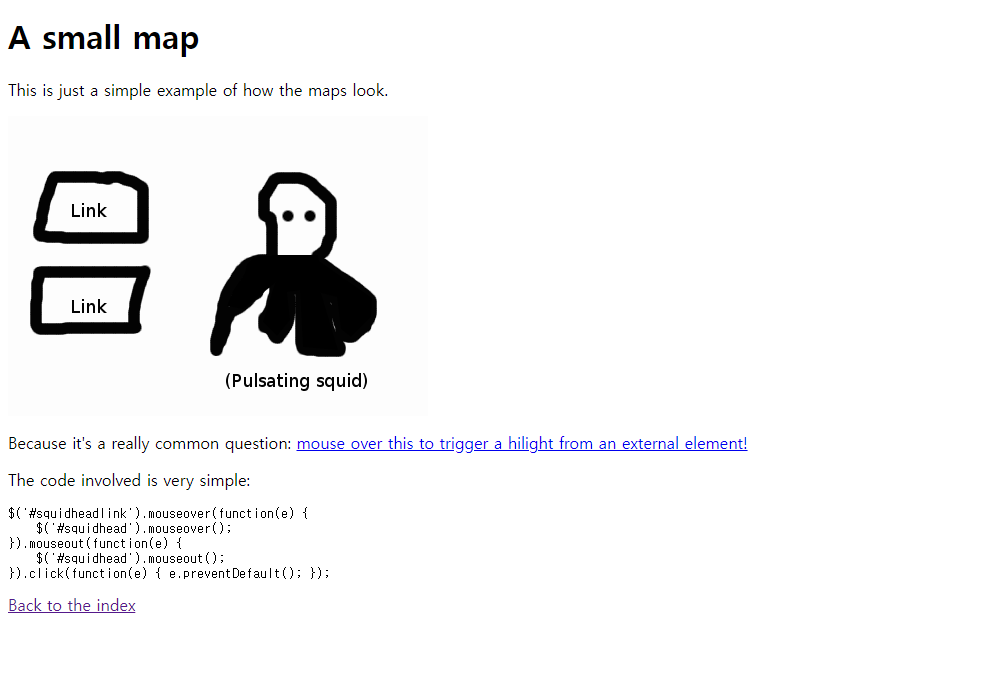 A small map
This is just a simple example of how the maps look.
Link
Link
(Pulsating squid)
Because it's a really common question: mouse over this to trigger a hilight from an external element!
The code involved is very simple:
$('#squidheadlink').mouseover(function(e) {
    $('#squidhead').mouseover();
}).mouseout(function(e) {
    $('#squidhead').mouseout();
}).click(function(e) { e.preventDefault(); });
Back to the index